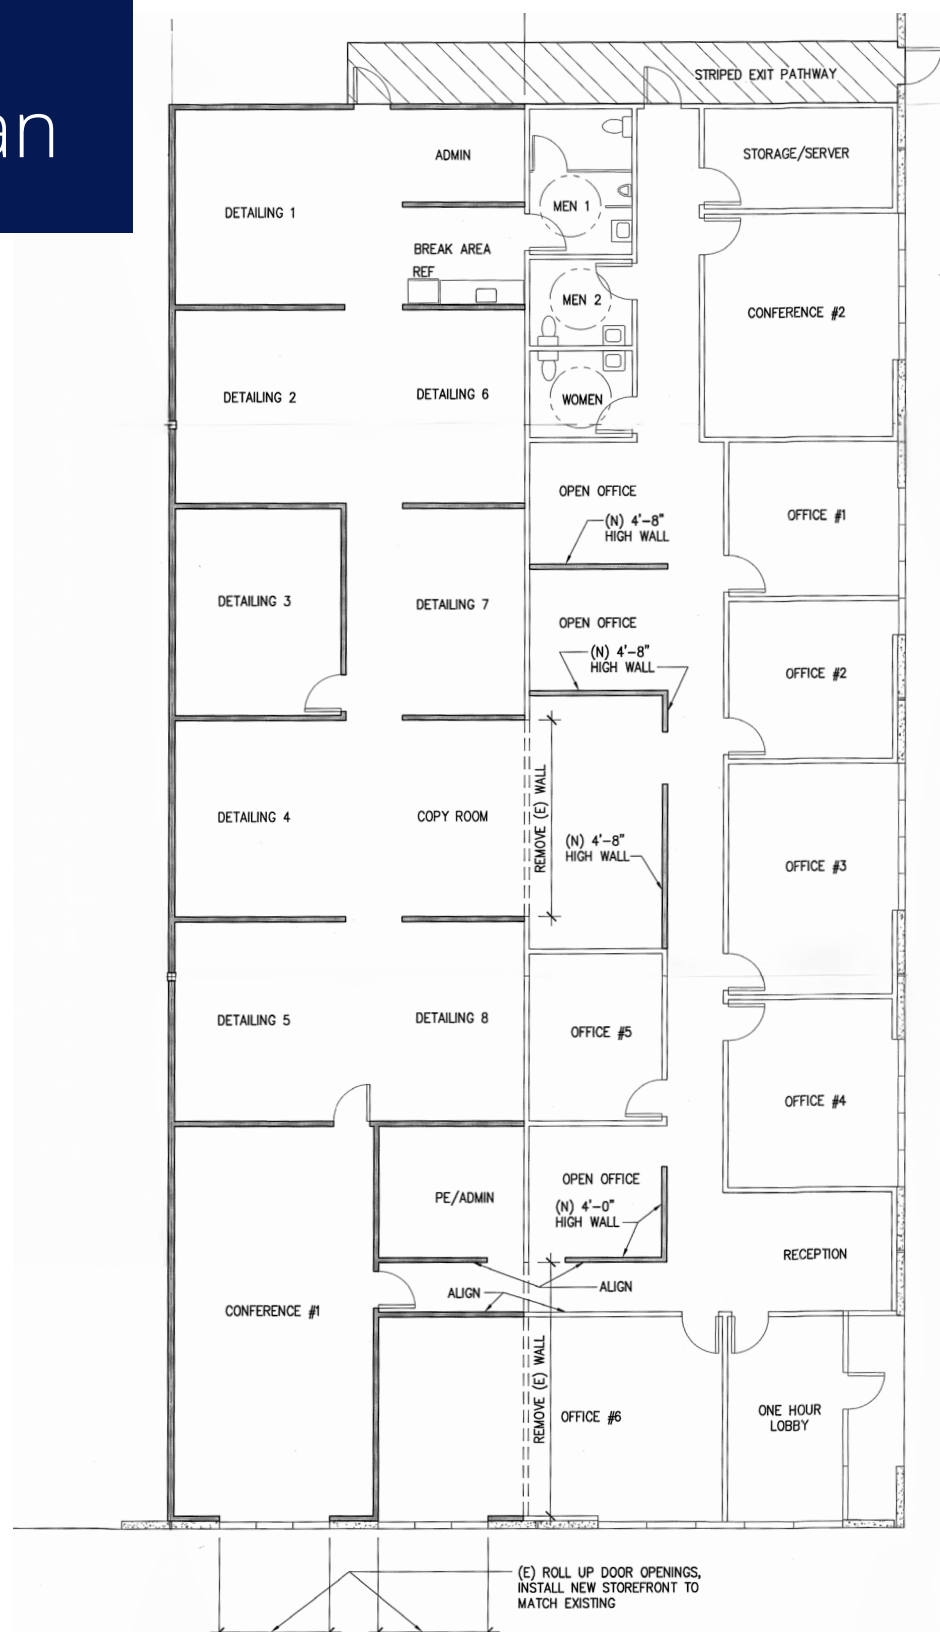 an
STRIPED EXIT PATHWAY
ADMIN
STORAGE/SERVER
DETAILING 1
MEN 1
BREAK AREA
REF
MEN 2
CONFERENCE #2
DETAILING 2
DETAILING 6
WOMEN
OPEN OFFICE
(N) 4'-8"
HIGH WALL
OFFICE #1
DETAILING 3
DETAILING 7
OPEN OFFICE
(N) 4'-8"
HIGH WALL
OFFICE #2
DETAILING 4
COPY ROOM
REMOVE (E) WALL
(N) 4'-8"
HIGH WALL
OFFICE #3
DETAILING 5
DETAILING 8
OFFICE #5
OFFICE #4
PE/ADMIN
OPEN OFFICE
(N) 4'-0"
HIGH WALL
RECEPTION
ALIGN
ALIGN
CONFERENCE #1
REMOVE (E) WALL
OFFICE #6
ONE HOUR
LOBBY
(E) ROLL UP DOOR OPENINGS,
INSTALL NEW STOREFRONT TO
MATCH EXISTING